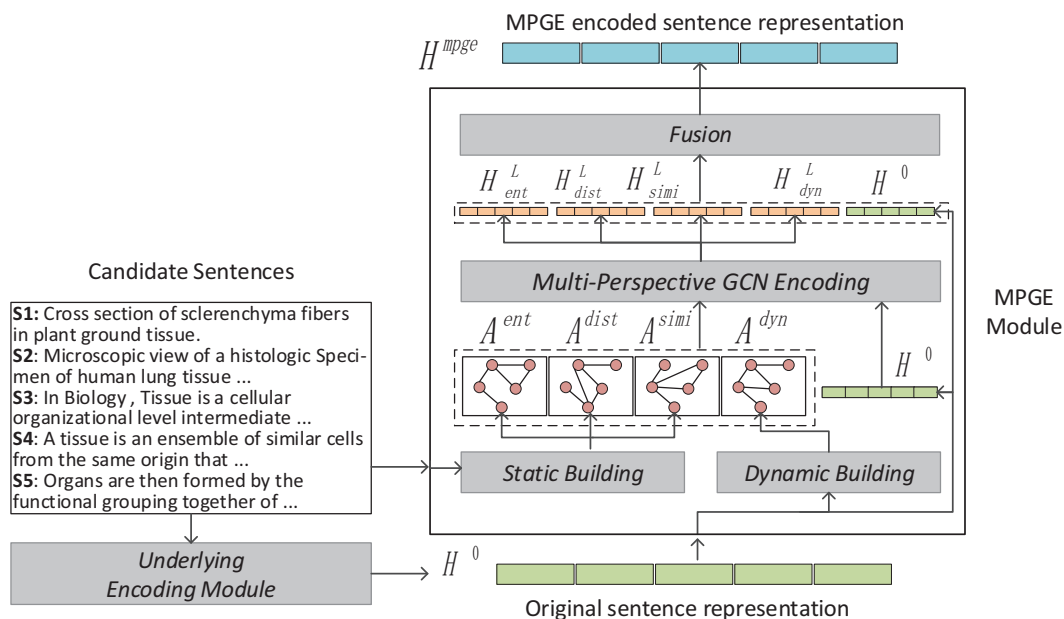 MPGE encoded sentence representation
H^mpge
Fusion
H^L_ent H^L_dist H^L_simi H^L_dyn H^0
Multi-Perspective GCN Encoding
A^ent A^dist A^simi A^dyn
H^0
MPGE
Module
Candidate Sentences
S1: Cross section of sclerenchyma fibers
in plant ground tissue.
S2: Microscopic view of a histologic Speci-
men of human lung tissue ...
S3: In Biology , Tissue is a cellular
organizational level intermediate ...
S4: A tissue is an ensemble of similar cells
from the same origin that ...
S5: Organs are then formed by the
functional grouping together of ...
Static Building
Dynamic Building
Underlying
Encoding Module
H^0
Original sentence representation